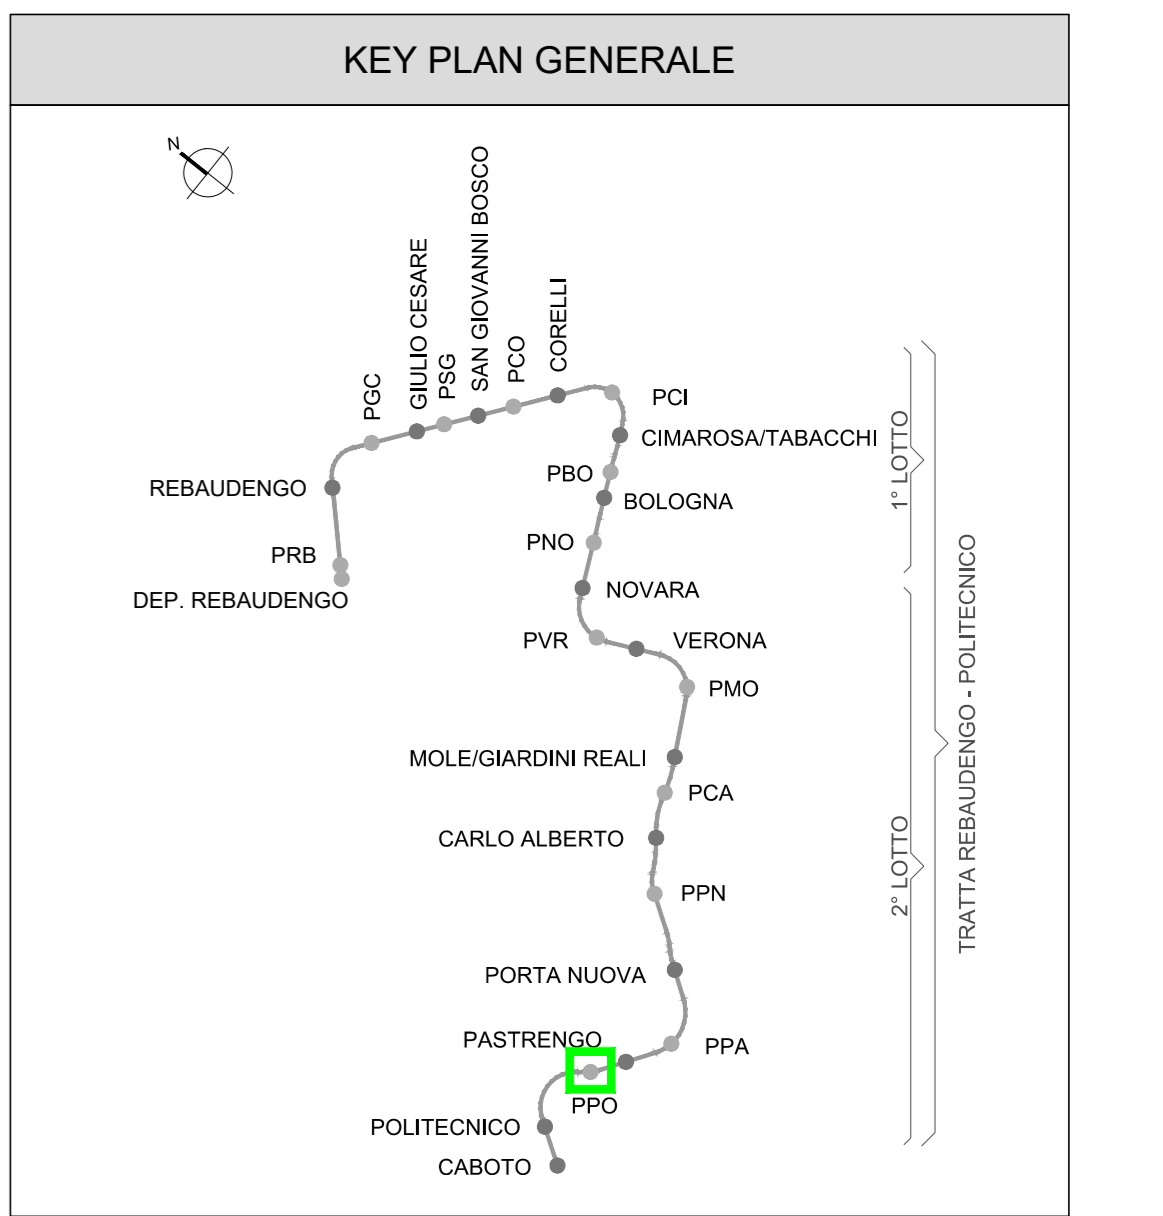 KEY PLAN GENERALE
N
PGC
GIULIO CESARE
PSG
SAN GIOVANNI BOSCO
PCO
CORELLI
PCI
CIMAROSA/TABACCHI
PBO
BOLOGNA
PNO
NOVARA
PVR
VERONA
PMO
REBAUDENGO
PRB
DEP. REBAUDENGO
MOLE/GIARDINI REALI
PCA
CARLO ALBERTO
PPN
PORTA NUOVA
PASTRENGO
PPA
PPO
POLITECNICO
CABOTO
1° LOTTO
2° LOTTO
TRATTA REBAUDENGO - POLITECNICO